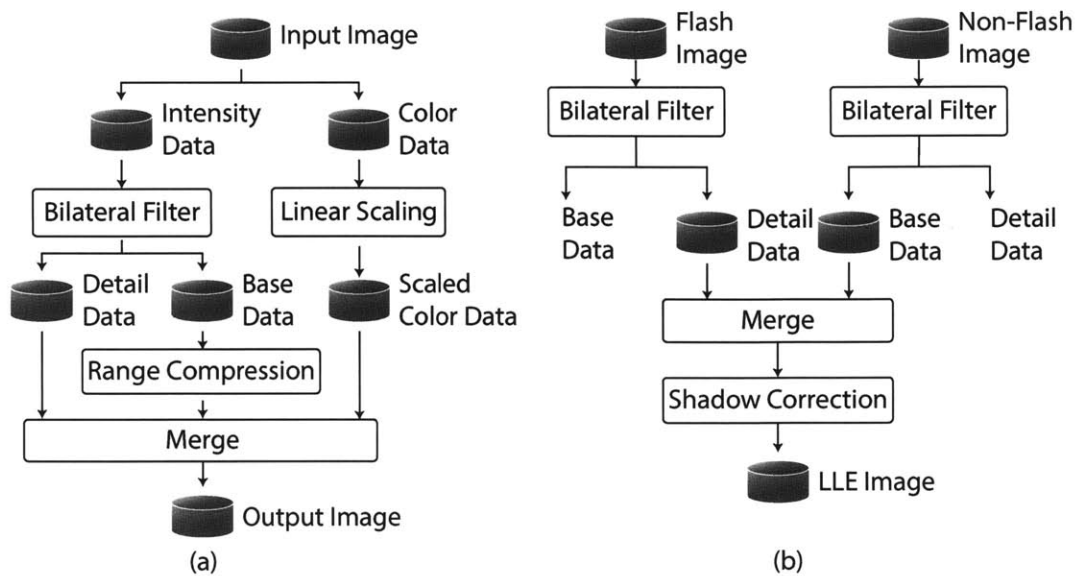 Input Image
Intensity
Data
Color
Data
Bilateral Filter
Linear Scaling
Detail
Data
Base
Data
Scaled
Color Data
Range Compression
Merge
Output Image
(a)
Flash
Image
Non-Flash
Image
Bilateral Filter
Bilateral Filter
Base
Data
Detail
Data
Base
Data
Detail
Data
Merge
Shadow Correction
LLE Image
(b)